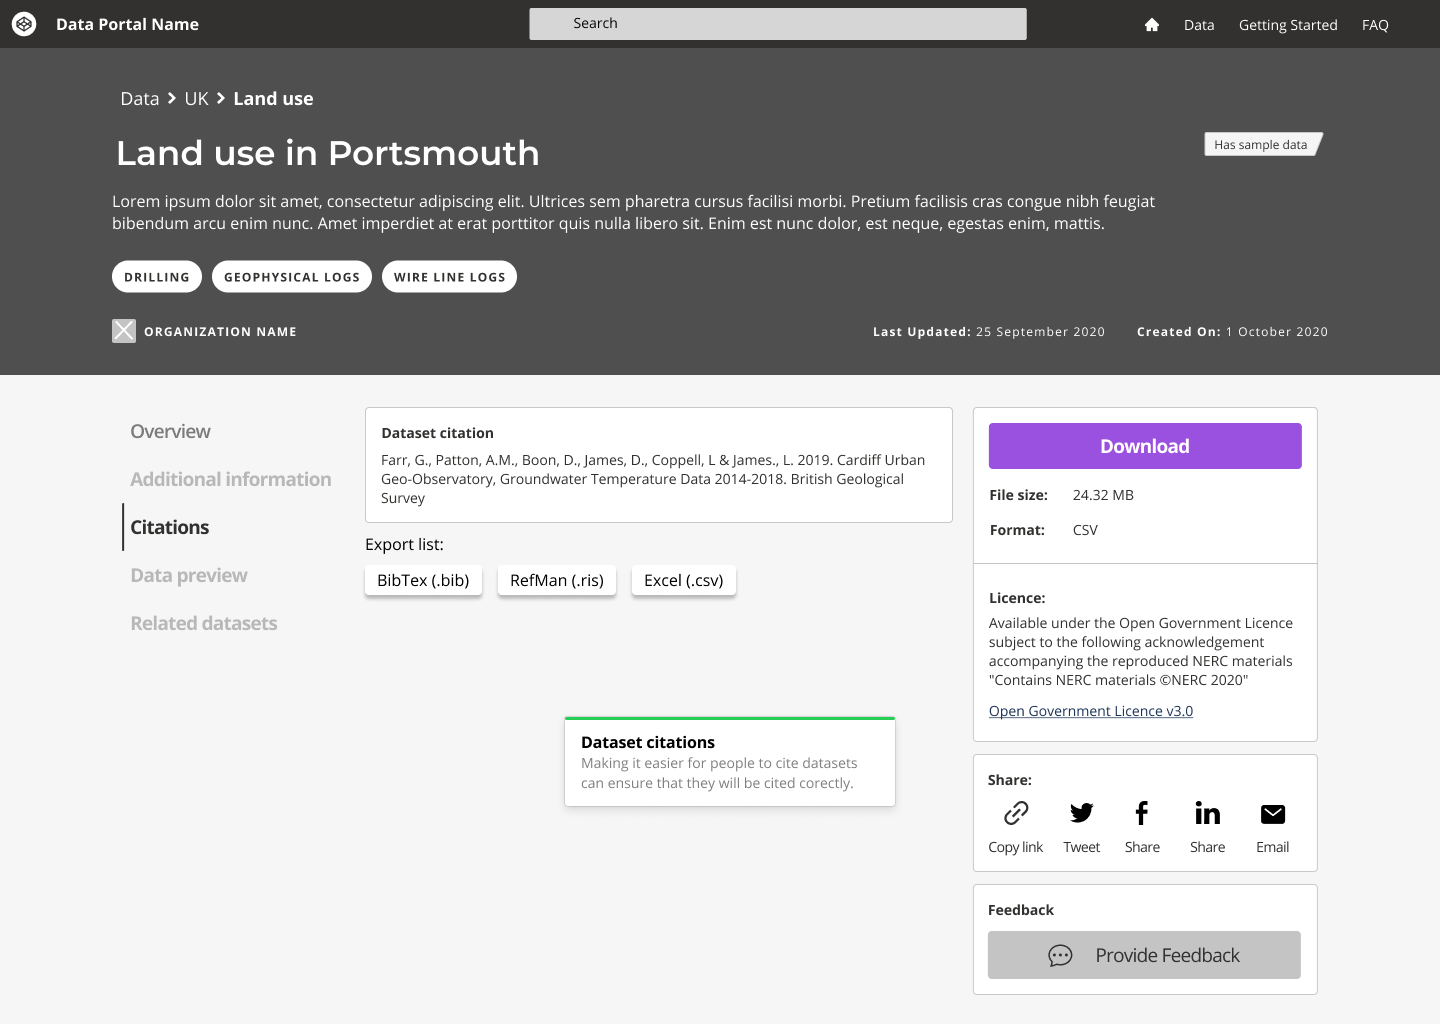 Data Portal Name
Search
Data
Getting Started
FAQ
Data > UK > Land use
Land use in Portsmouth
Has sample data
Lorem ipsum dolor sit amet, consectetur adipiscing elit. Ultrices sem pharetra cursus facilisi morbi. Pretium facilisis cras congue nibh feugiat
bibendum arcu enim nunc. Amet imperdiet at erat porttitor quis nulla libero sit. Enim est nunc dolor, est neque, egestas enim, mattis.
DRILLING
GEOPHYSICAL LOGS
WIRE LINE LOGS
ORGANIZATION NAME
Last Updated: 25 September 2020
Created On: 1 October 2020
Overview
Additional information
Citations
Data preview
Related datasets
Dataset citation
Farr, G., Patton, A.M., Boon, D., James, D., Coppell, L & James., L. 2019. Cardiff Urban
Geo-Observatory, Groundwater Temperature Data 2014-2018. British Geological
Survey
Export list:
BibTex (.bib)
RefMan (.ris)
Excel (.csv)
Dataset citations
Making it easier for people to cite datasets
can ensure that they will be cited corectly.
Download
File size: 24.32 MB
Format: CSV
Licence:
Available under the Open Government Licence
subject to the following acknowledgement
accompanying the reproduced NERC materials
"Contains NERC materials ©NERC 2020"
Open Government Licence v3.0
Share:
Copy link
Tweet
Share
Share
Email
Feedback
Provide Feedback